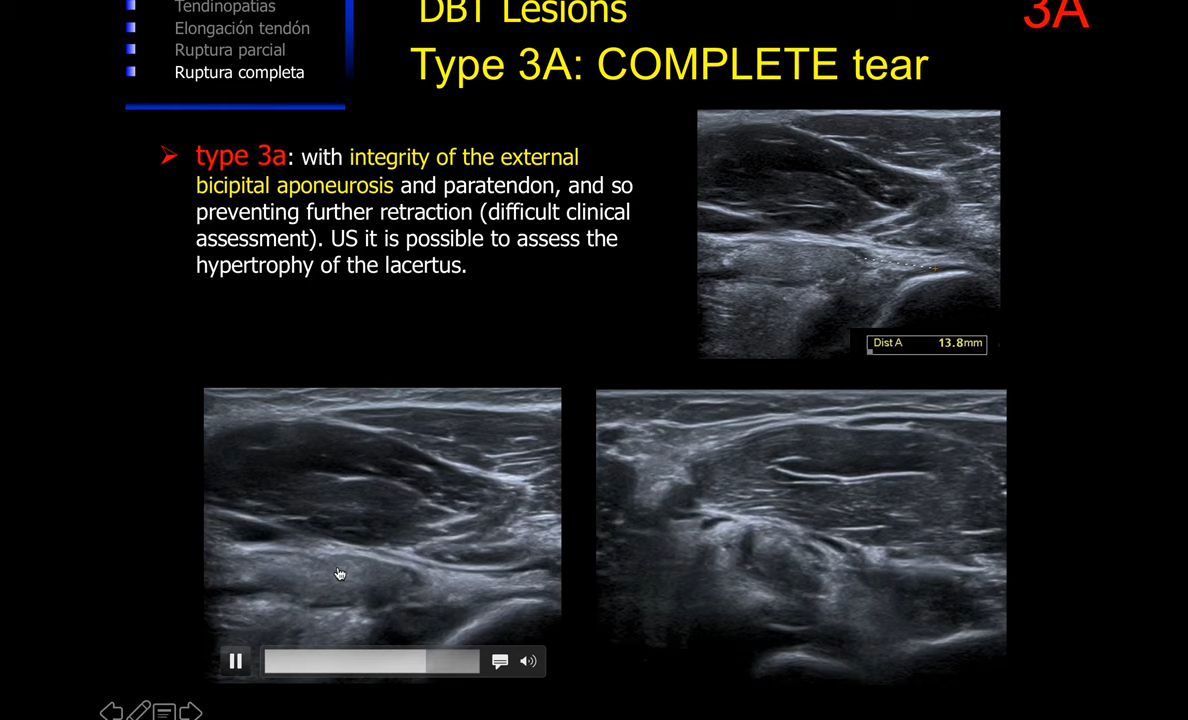 Tendinopatías
Elongación tendón
Ruptura parcial
Ruptura completa
DBT Lesions
Type 3A: COMPLETE tear
3A
type 3a: with integrity of the external
bicipital aponeurosis and paratendon, and so
preventing further retraction (difficult clinical
assessment). US it is possible to assess the
hypertrophy of the lacertus.
Dist A 13.8mm